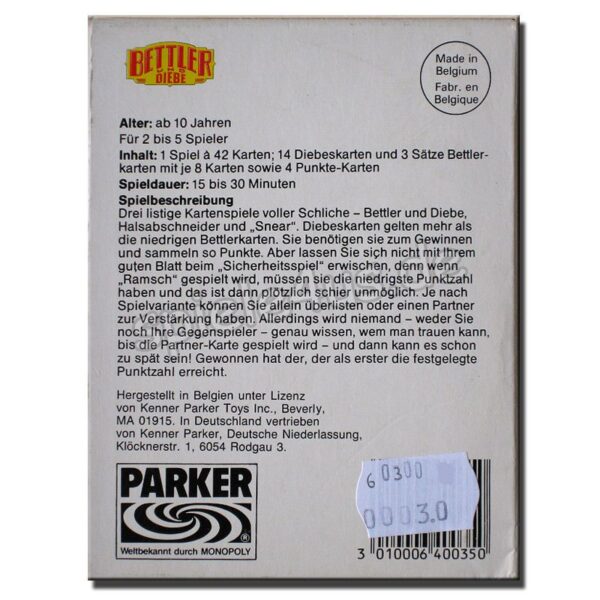 BETTLER
UND
DIEBE
Made in
Belgium
Fabr. en
Belgique
Alter: ab 10 Jahren
Für 2 bis 5 Spieler
Inhalt: 1 Spiel à 42 Karten; 14 Diebeskarten und 3 Sätze Bettler-
karten mit je 8 Karten sowie 4 Punkte-Karten
Spieldauer: 15 bis 30 Minuten
Spielbeschreibung
Drei listige Kartenspiele voller Schliche – Bettler und Diebe,
Halsabschneider und „Snear“. Diebeskarten gelten mehr als
die niedrigen Bettlerkarten. Sie benötigen sie zum Gewinnen
und sammeln so Punkte. Aber lassen Sie sich nicht mit Ihrem
guten Blatt beim „Sicherheitsspiel“ erwischen, denn wenn
„Ramsch“ gespielt wird, müssen Sie die niedrigste Punktzahl
haben und das ist dann plötzlich fast unmöglich. Je nach
Spielvariante können Sie allein überlisten oder einen Partner
zur Verstärkung haben. Allerdings wird niemand – weder Sie
noch die Gegenspieler – genau wissen, wem man trauen kann,
bis die Partner-Karte gespielt wird – und dann kann es schon
zu spät sein! Gewonnen hat der, der als erster die festgelegte
Punktzahl erreicht.
Hergestellt in Belgien unter Lizenz
von Kenner Parker Toys Inc., Beverly,
MA 01915. In Deutschland vertrieben
von Kenner Parker, Deutsche Niederlassung,
Klöcknerstr. 1, 6054 Rodgau 3.
PARKER
®
Weltbekannt durch MONOPOLY
60300
00030
3 010006 400350